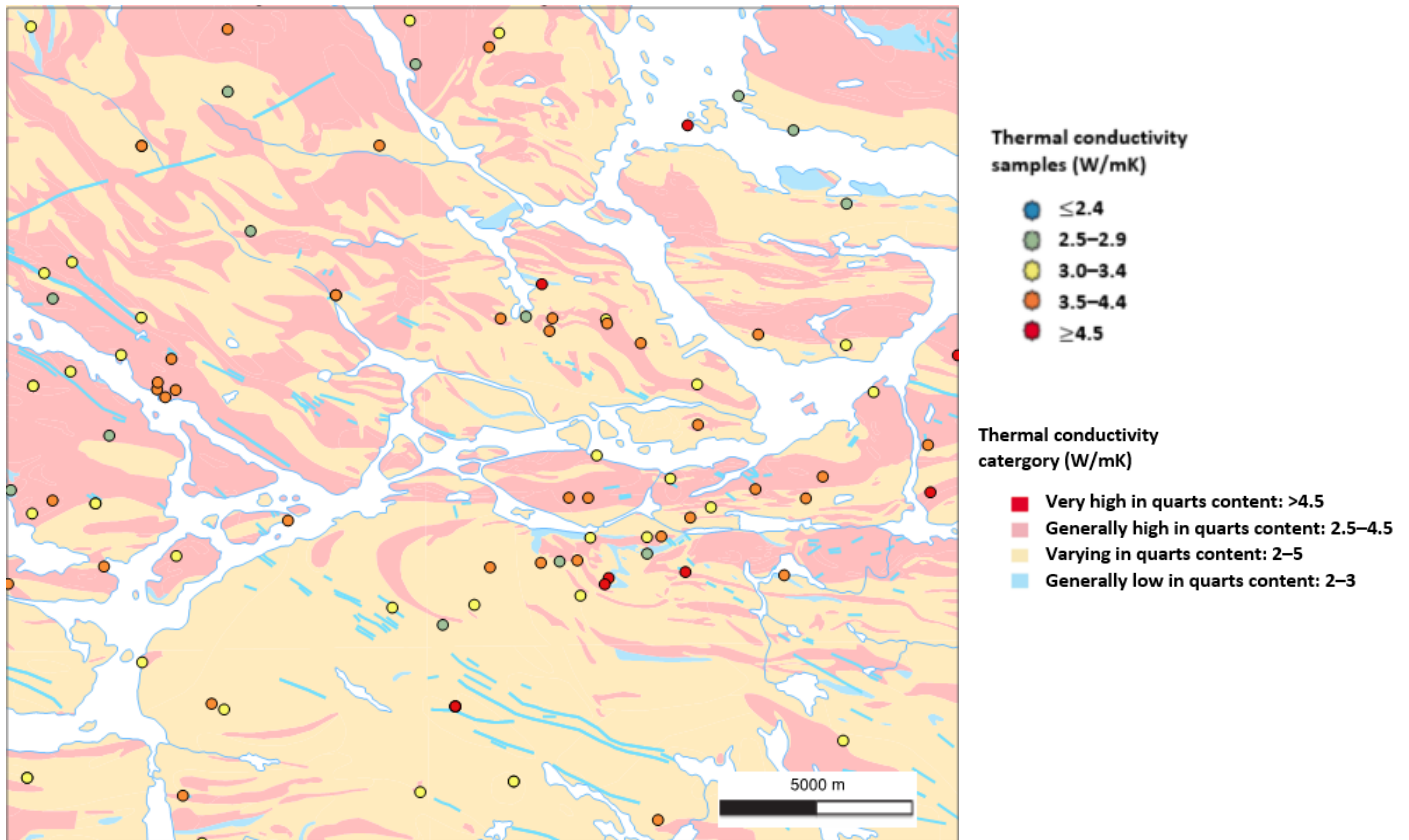 Thermal conductivity
samples (W/mK)
≤2.4
2.5–2.9
3.0–3.4
3.5–4.4
≥4.5
Thermal conductivity
catergory (W/mK)
Very high in quarts content: >4.5
Generally high in quarts content: 2.5–4.5
Varying in quarts content: 2–5
Generally low in quarts content: 2–3
5000 m